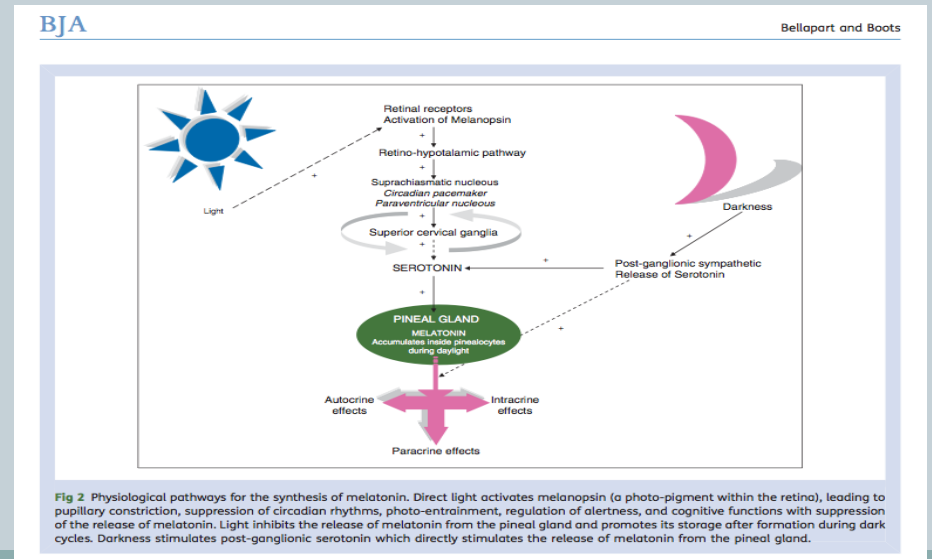 BJA
Bellapart and Boots
Retinal receptors
Activation of Melanopsin
+
Retino-hypotalamic pathway
+
Suprachiasmatic nucleous
Circadian pacemaker
Paraventricular nucleous
+
Light
+
Superior cervical ganglia
+
SEROTONIN
+
Darkness
+
Post-ganglionic sympathetic
Release of Serotonin
+
+
PINEAL GLAND
MELATONIN
Accumulates inside pinealocytes
during daylight
Autocrine
effects
Intracrine
effects
Paracrine effects
Fig 2 Physiological pathways for the synthesis of melatonin. Direct light activates melanopsin (a photo-pigment within the retina), leading to
pupillary constriction, suppression of circadian rhythms, photo-entrainment, regulation of alertness, and cognitive functions with suppression
of the release of melatonin. Light inhibits the release of melatonin from the pineal gland and promotes its storage after formation during dark
cycles. Darkness stimulates post-ganglionic serotonin which directly stimulates the release of melatonin from the pineal gland.